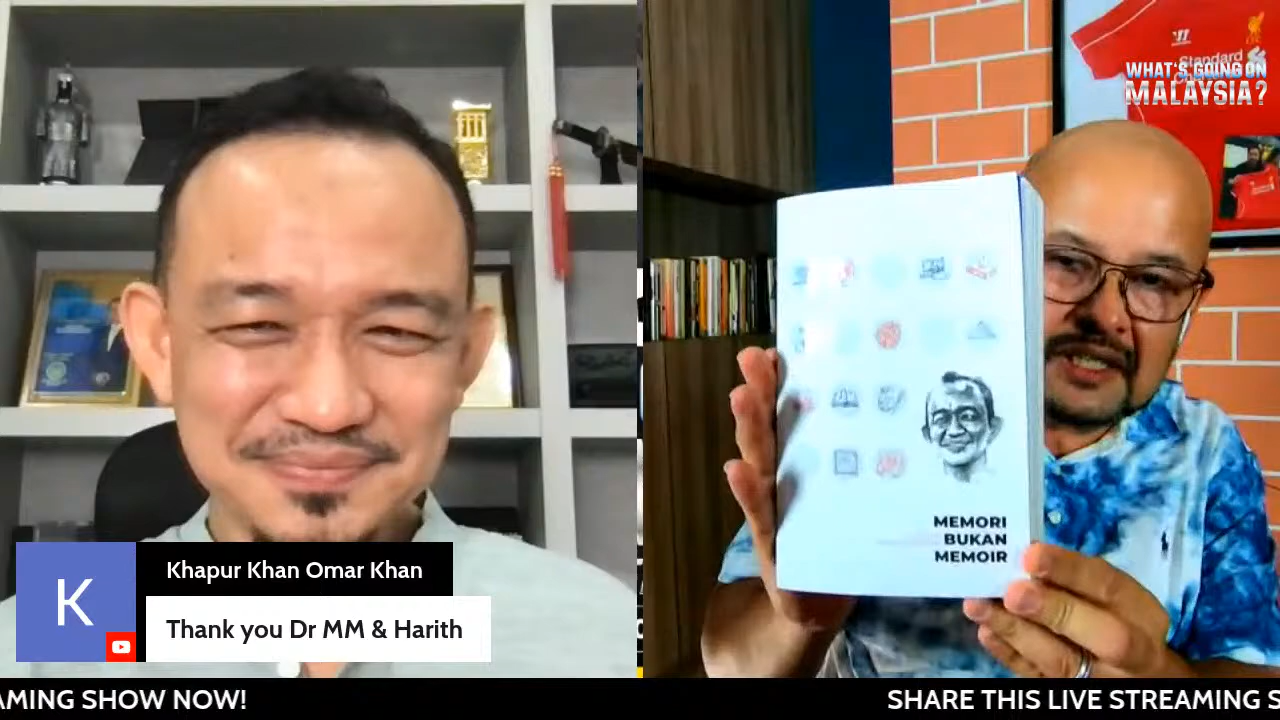 Standard
WHAT'S GOING ON
MALAYSIA?
MEMORI
BUKAN
MEMOIR
K
Khapur Khan Omar Khan
Thank you Dr MM & Harith
AMING SHOW NOW!
SHARE THIS LIVE STREAMING S